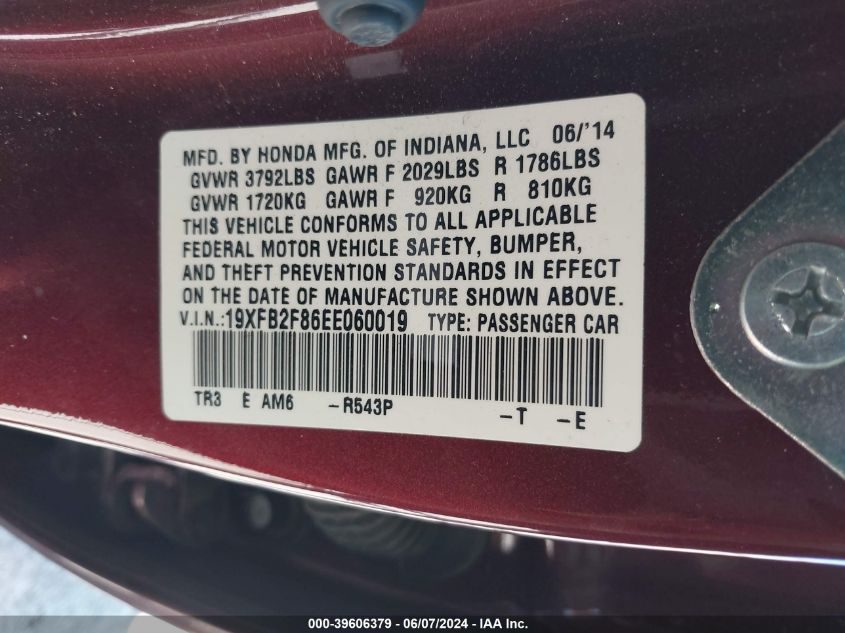 MFD. BY HONDA MFG. OF INDIANA, LLC 06/'14
GVWR 3792LBS GAWR F 2029LBS R 1786LBS
GVWR 1720KG GAWR F 920KG R 810KG
THIS VEHICLE CONFORMS TO ALL APPLICABLE
FEDERAL MOTOR VEHICLE SAFETY, BUMPER,
AND THEFT PREVENTION STANDARDS IN EFFECT
ON THE DATE OF MANUFACTURE SHOWN ABOVE.
V.I.N.:19XFB2F86EE060019 TYPE: PASSENGER CAR
TR3 E AM6 -R543P -T -E
000-39606379 - 06/07/2024 - IAA Inc.